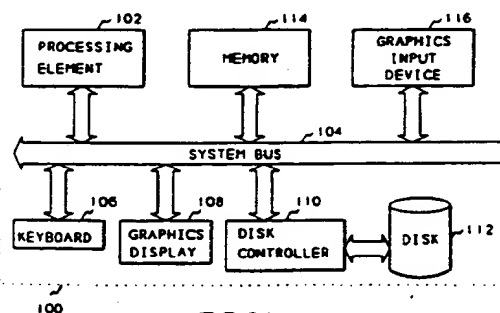 102
114
116
PROCESSING
ELEMENT
MEMORY
GRAPHICS
INPUT
DEVICE
104
SYSTEM BUS
106
108
110
KEYBOARD
GRAPHICS
DISPLAY
DISK
CONTROLLER
DISK
112
100